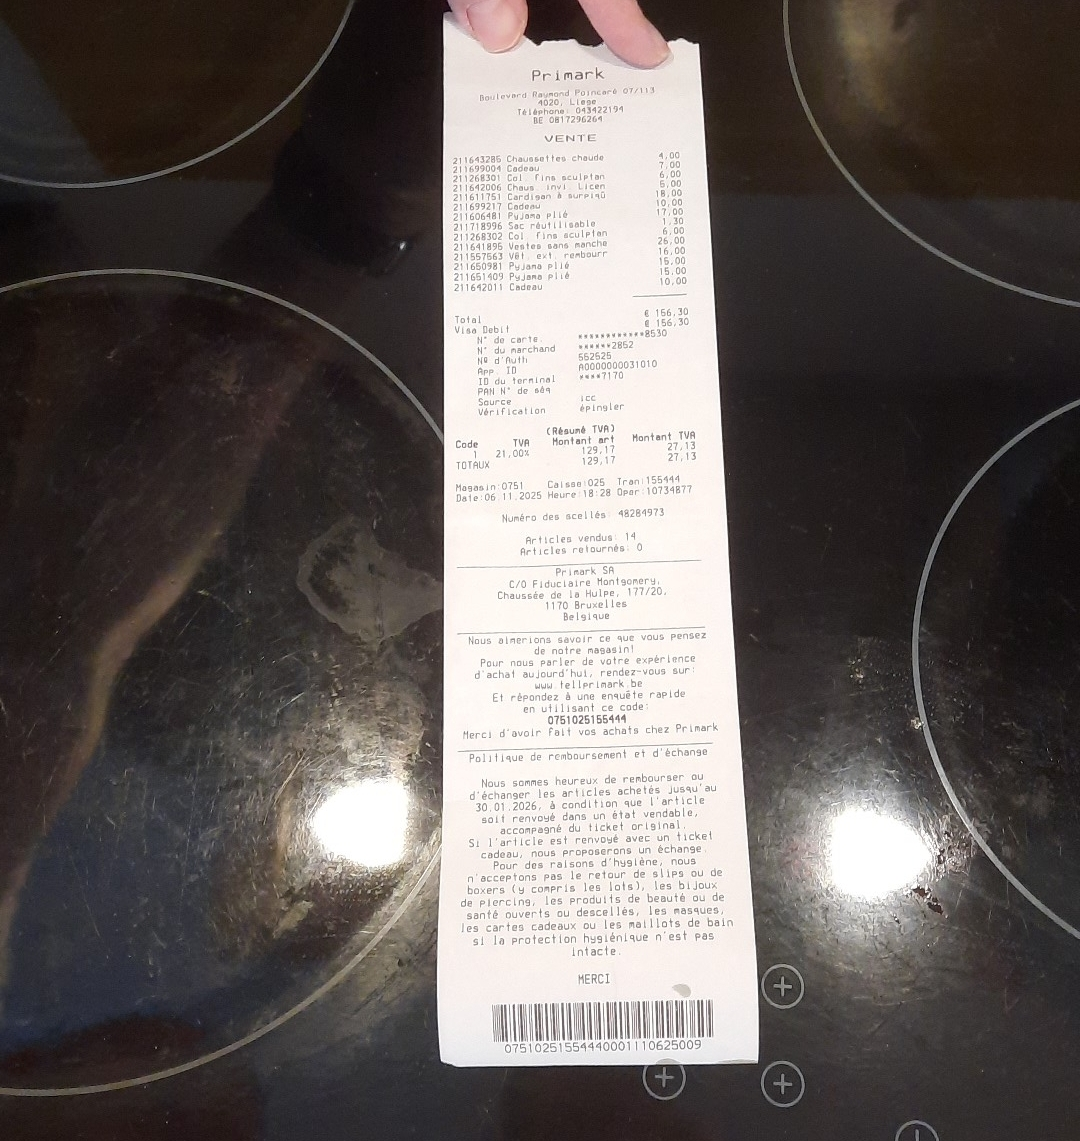 Primark
Boulevard Raymond Poincaré 07/113
4020, Liege
Téléphone: 043422194
BE 0817296264
VENTE
211643285 Chaussettes chaude 4,00
211699004 Cadeau 7,00
211268301 Col. fins sculptan 6,00
211642006 Chaus. invi. Licen 5,00
211611751 Cardigan à surpiqû 18,00
211699217 Cadeau 10,00
211606481 Pyjama plié 17,00
211718996 Sac réutilisable 1,30
211268302 Col. fins sculptan 6,00
211641895 Vestes sans manche 26,00
211557563 Vêt. ext. rembourr 16,00
211650981 Pyjama plié 15,00
211651409 Pyjama plié 15,00
211642011 Cadeau 10,00
Total € 156,30
Visa Debit € 156,30
N° de carte. ************8530
N° du marchand ******2852
Nº d'Auth 552525
App. ID A0000000031010
ID du terminal ****7170
PAN N° de séq
Source icc
Vérification épingler
(Résumé TVA)
Code TVA Montant art Montant TVA
1 21,00% 129,17 27,13
TOTAUX 129,17 27,13
Magasin:0751 Caisse:025 Tran:155444
Date:06.11.2025 Heure:18:28 Oper:10734877
Numéro des scellés: 48284973
Articles vendus: 14
Articles retournés: 0
Primark SA
C/O Fiduciaire Montgomery,
Chaussée de la Hulpe, 177/20,
1170 Bruxelles
Belgique
Nous aimerions savoir ce que vous pensez
de notre magasin!
Pour nous parler de votre expérience
d'achat aujourd'hui, rendez-vous sur:
www.tellprimark.be
Et répondez à une enquête rapide
en utilisant ce code:
0751025155444
Merci d'avoir fait vos achats chez Primark
Politique de remboursement et d'échange
Nous sommes heureux de rembourser ou
d'échanger les articles achetés jusqu'au
30.01.2026, à condition que l'article
soit renvoyé dans un état vendable,
accompagné du ticket original.
Si l'article est renvoyé avec un ticket
cadeau, nous proposerons un échange.
Pour des raisons d'hygiène, nous
n'acceptons pas le retour de slips ou de
boxers (y compris les lots), les bijoux
de piercing, les produits de beauté ou de
santé ouverts ou descellés, les masques,
les cartes cadeaux ou les maillots de bain
si la protection hygiénique n'est pas
intacte.
MERCI
07510251554440001110625009